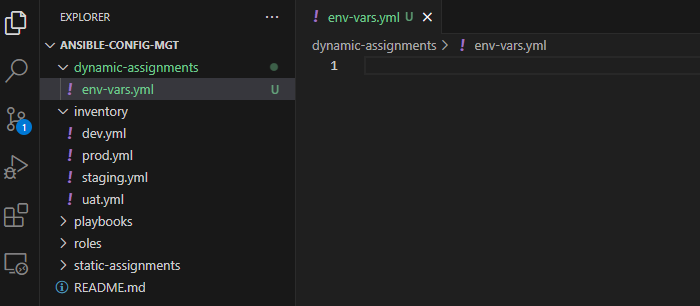 EXPLORER ...
ANSIBLE-CONFIG-MGT
dynamic-assignments
! env-vars.yml U
inventory
! dev.yml
! prod.yml
! staging.yml
! uat.yml
playbooks
roles
static-assignments
README.md
1
! env-vars.yml U
dynamic-assignments > ! env-vars.yml
1